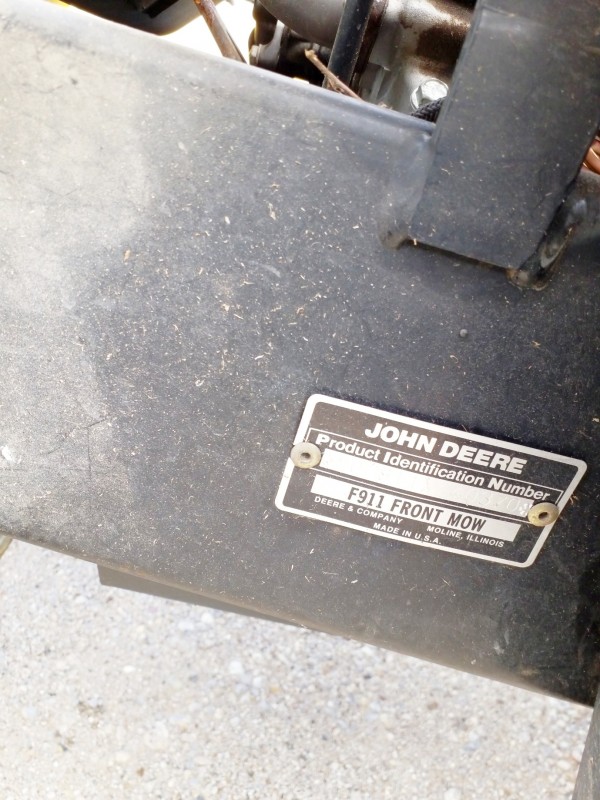 JOHN DEERE
Product Identification Number
F911 FRONT MOW
DEERE & COMPANY MOLINE, ILLINOIS
MADE IN U.S.A.